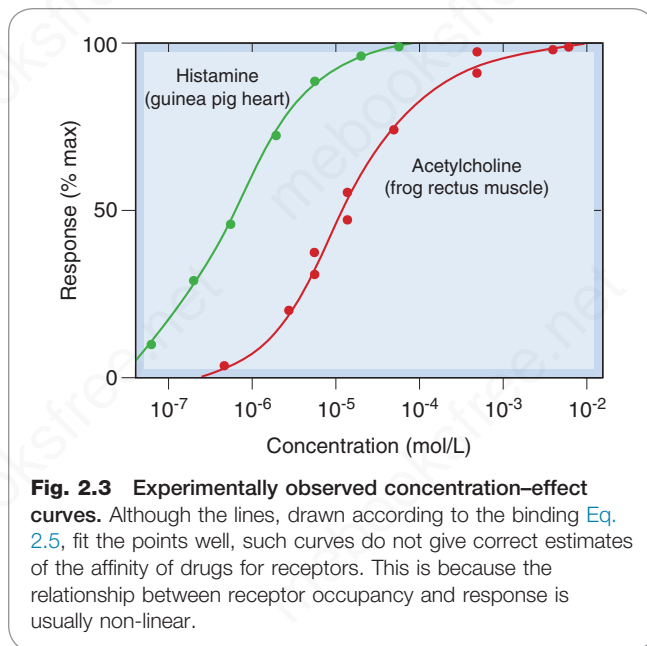 100
50
0
Response (% max)
Histamine
(guinea pig heart)
Acetylcholine
(frog rectus muscle)
10-7 10-6 10-5 10-4 10-3 10-2
Concentration (mol/L)
Fig. 2.3 Experimentally observed concentration–effect
curves. Although the lines, drawn according to the binding Eq.
2.5, fit the points well, such curves do not give correct estimates
of the affinity of drugs for receptors. This is because the
relationship between receptor occupancy and response is
usually non-linear.
mebooksfree.net